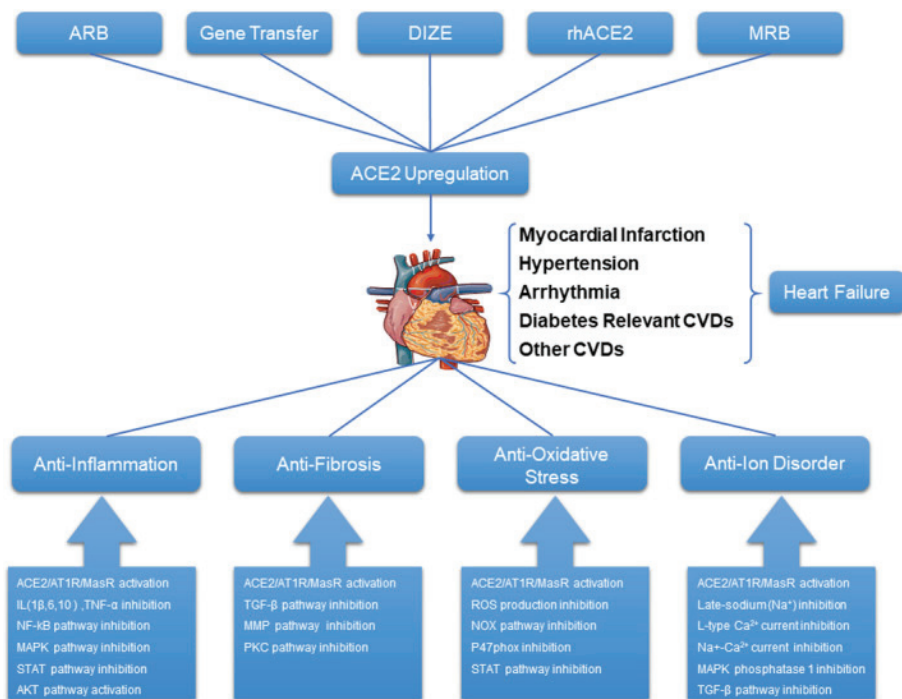 ARB
Gene Transfer
DIZE
rhACE2
MRB
ACE2 Upregulation
Myocardial Infarction
Hypertension
Arrhythmia
Diabetes Relevant CVDs
Other CVDs
Heart Failure
Anti-Inflammation
Anti-Fibrosis
Anti-Oxidative
Stress
Anti-Ion Disorder
ACE2/AT1R/MasR activation
IL(1β,6,10) ,TNF-α inhibition
NF-kB pathway inhibition
MAPK pathway inhibition
STAT pathway inhibition
AKT pathway activation
ACE2/AT1R/MasR activation
TGF-β pathway inhibition
MMP pathway inhibition
PKC pathway inhibition
ACE2/AT1R/MasR activation
ROS production inhibition
NOX pathway inhibition
P47phox inhibition
STAT pathway inhibition
ACE2/AT1R/MasR activation
Late-sodium(Na⁺) inhibition
L-type Ca²⁺ current inhibition
Na+-Ca²⁺ current inhibition
MAPK phosphatase 1 inhibition
TGF-β pathway inhibition